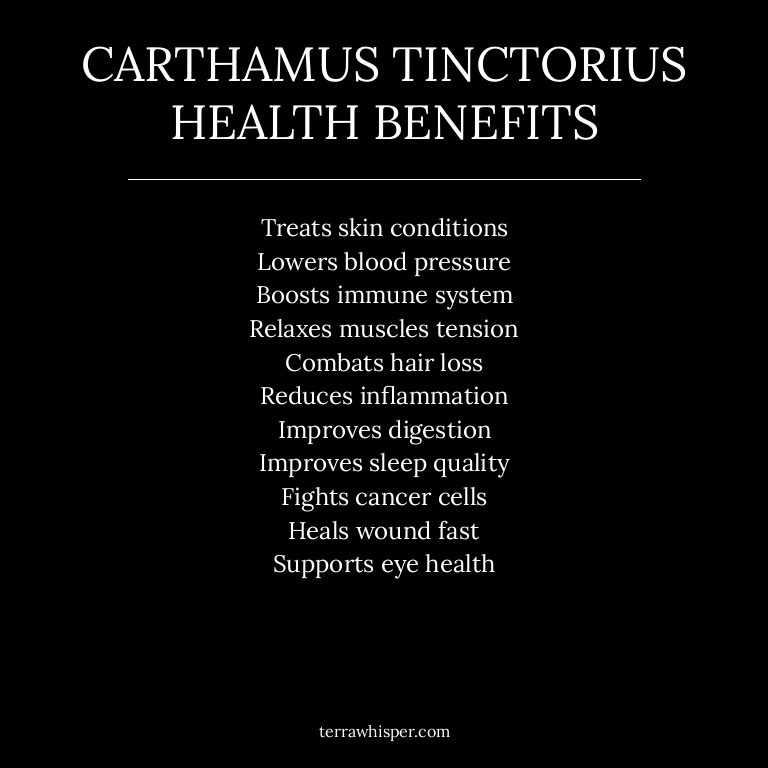 CARTHAMUS TINCTORIUS
HEALTH BENEFITS
Treats skin conditions
Lowers blood pressure
Boosts immune system
Relaxes muscles tension
Combats hair loss
Reduces inflammation
Improves digestion
Improves sleep quality
Fights cancer cells
Heals wound fast
Supports eye health
terrawhisper.com